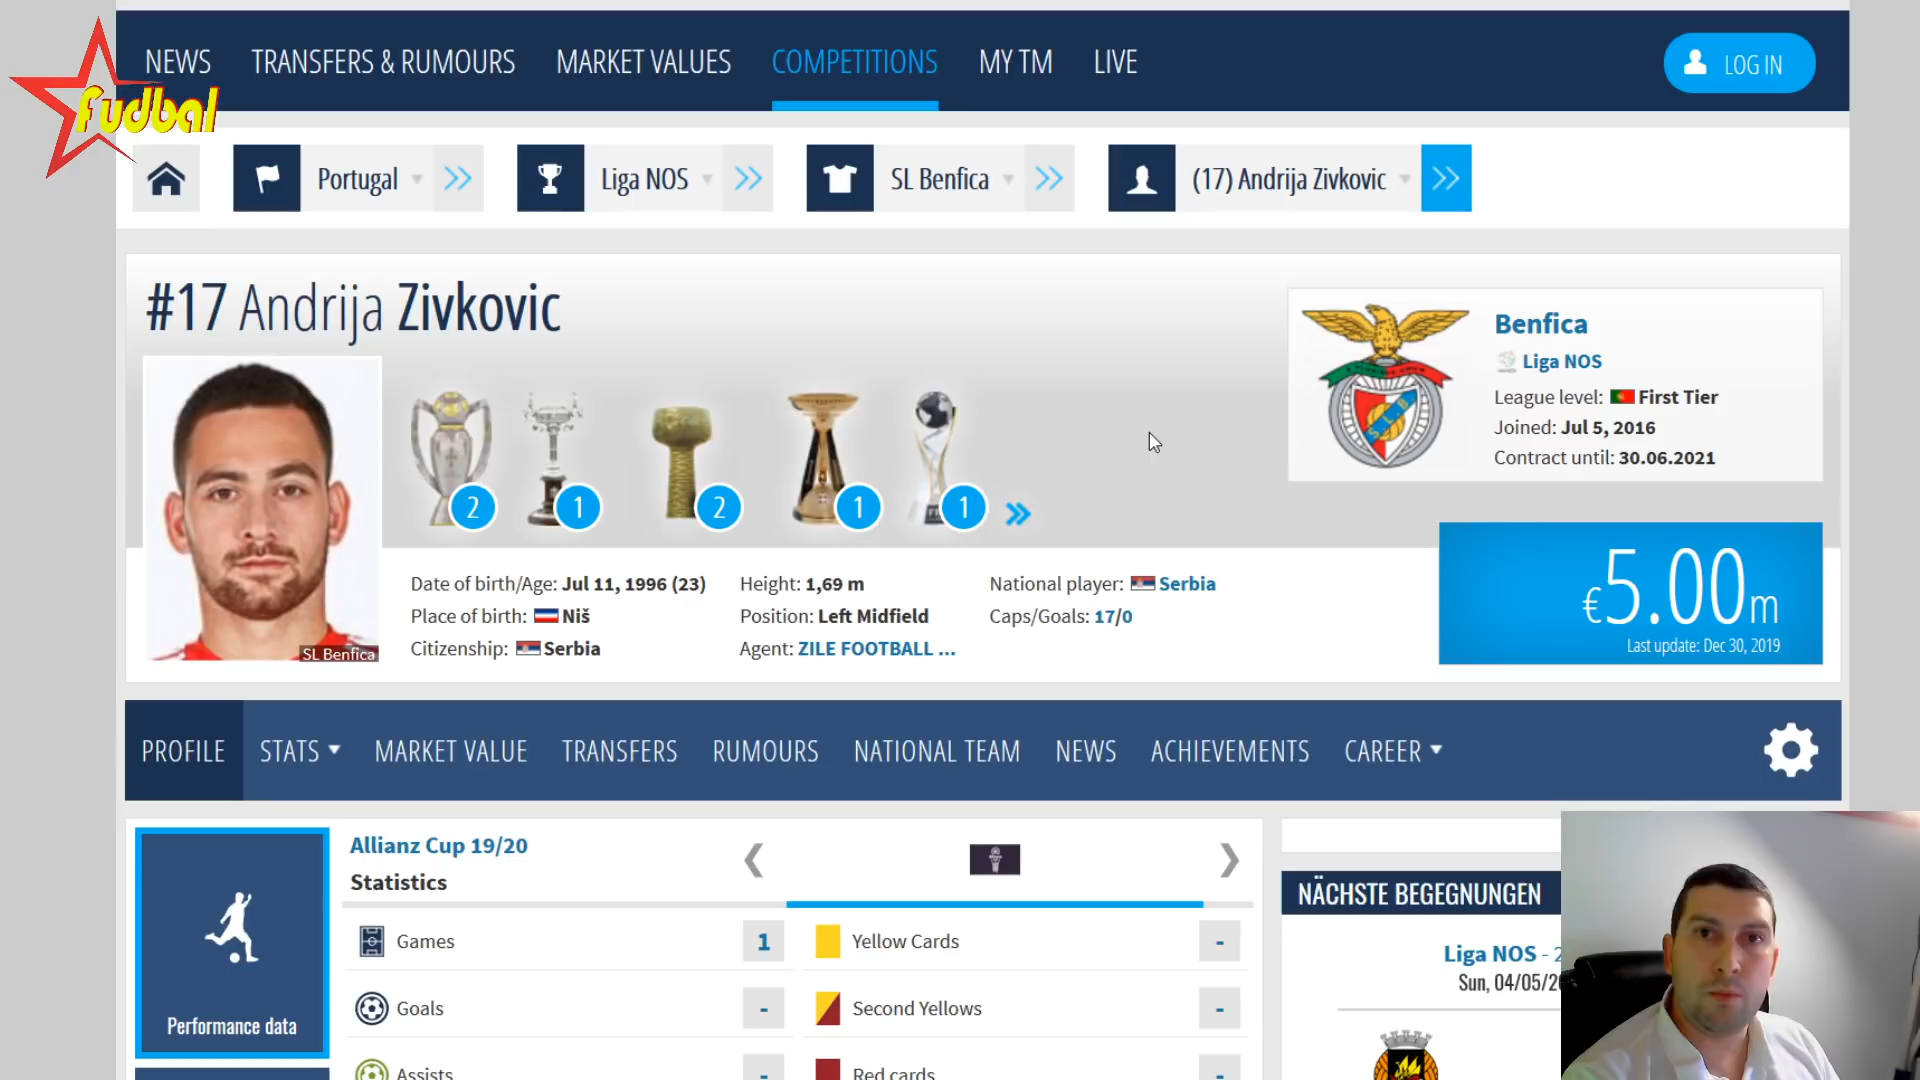 NEWS TRANSFERS & RUMOURS MARKET VALUES COMPETITIONS MY TM LIVE LOG IN
fudbal
Portugal Liga NOS SL Benfica (17) Andrija Zivkovic
#17 Andrija Zivkovic
Benfica
Liga NOS
League level: First Tier
Joined: Jul 5, 2016
Contract until: 30.06.2021
2 1 2 1 1
€5.00m
Last update: Dec 30, 2019
SL Benfica
Date of birth/Age: Jul 11, 1996 (23) Height: 1,69 m National player: Serbia
Place of birth: Niš Position: Left Midfield Caps/Goals: 17/0
Citizenship: Serbia Agent: ZILE FOOTBALL ...
PROFILE STATS MARKET VALUE TRANSFERS RUMOURS NATIONAL TEAM NEWS ACHIEVEMENTS CAREER
Performance data
Allianz Cup 19/20
Statistics
Games 1 Yellow Cards -
Goals - Second Yellows -
Assists - Red cards -
NÄCHSTE BEGEGNUNGEN
Liga NOS - 2
Sun, 04/05/20